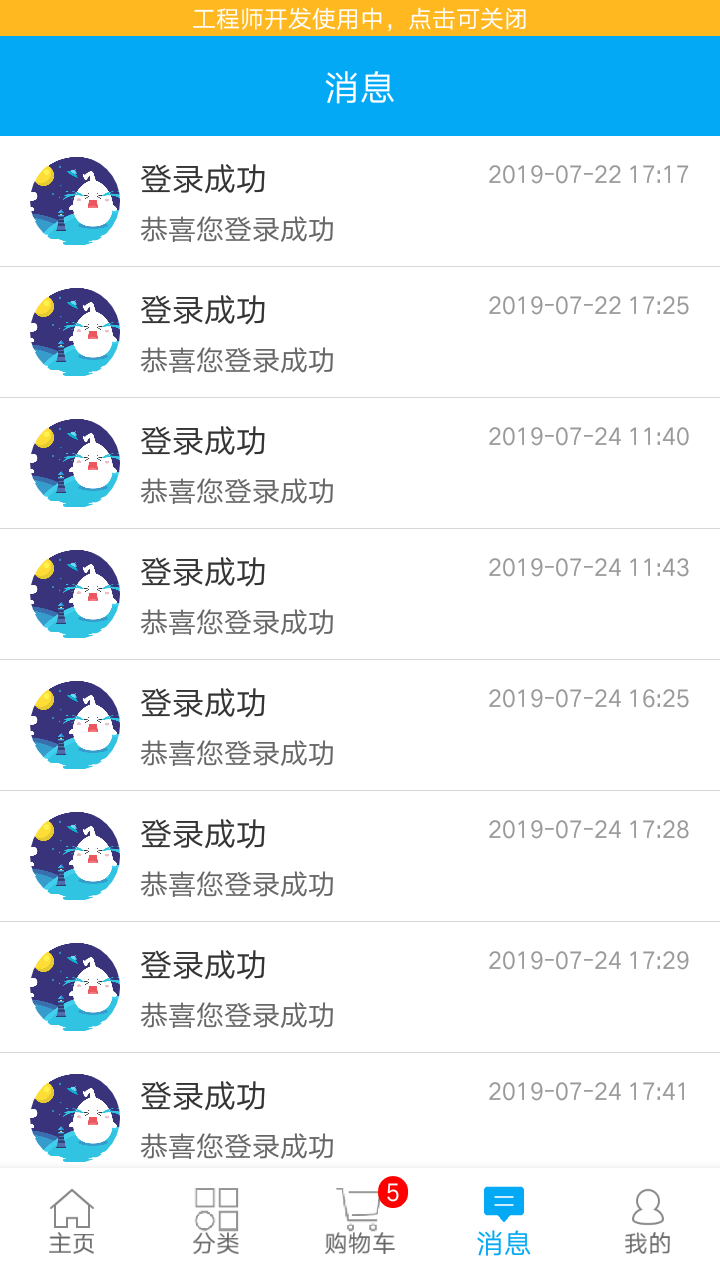 工程师开发使用中，点击可关闭
消息
登录成功 2019-07-22 17:17
恭喜您登录成功
登录成功 2019-07-22 17:25
恭喜您登录成功
登录成功 2019-07-24 11:40
恭喜您登录成功
登录成功 2019-07-24 11:43
恭喜您登录成功
登录成功 2019-07-24 16:25
恭喜您登录成功
登录成功 2019-07-24 17:28
恭喜您登录成功
登录成功 2019-07-24 17:29
恭喜您登录成功
登录成功 2019-07-24 17:41
恭喜您登录成功
5
主页 分类 购物车 消息 我的